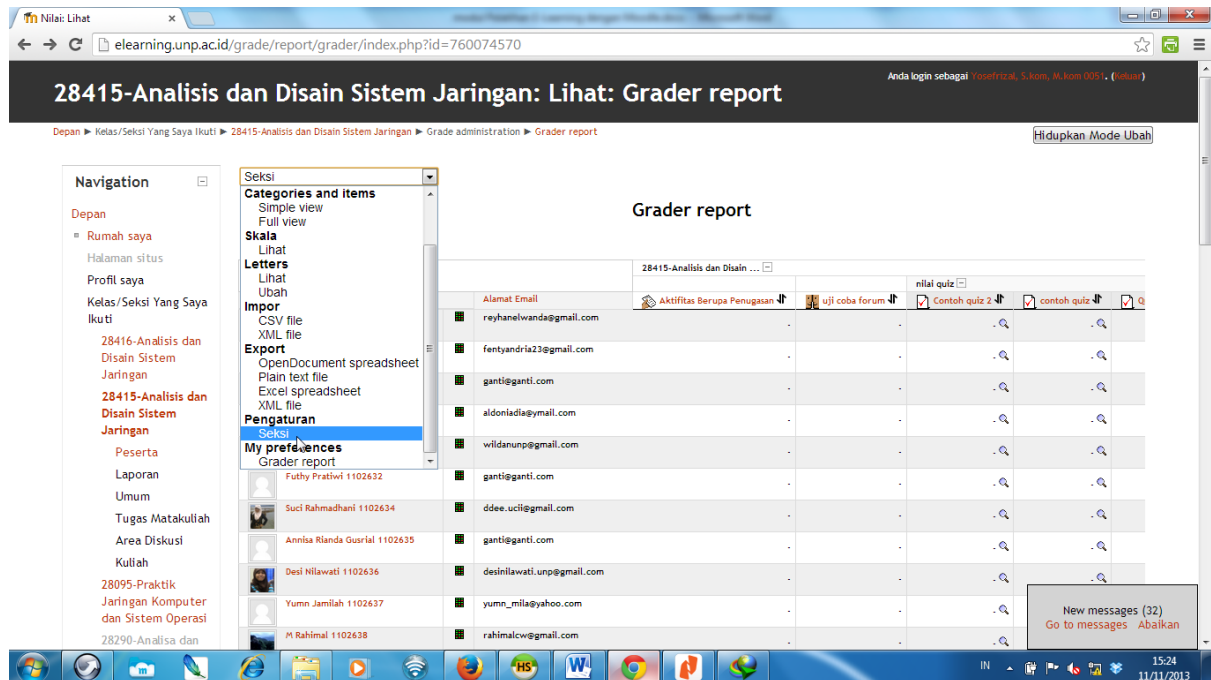 Nilai: Lihat
elearning.unp.ac.id/grade/report/grader/index.php?id=760074570
Anda login sebagai Yosefrizal, S.kom, M.kom 0051. (Keluar)
28415-Analisis dan Disain Sistem Jaringan: Lihat: Grader report
Depan ► Kelas/Seksi Yang Saya Ikuti ► 28415-Analisis dan Disain Sistem Jaringan ► Grade administration ► Grader report
Hidupkan Mode Ubah
Navigation
Depan
Rumah saya
Halaman situs
Profil saya
Kelas/Seksi Yang Saya
Ikuti
28416-Analisis dan
Disain Sistem
Jaringan
28415-Analisis dan
Disain Sistem
Jaringan
Peserta
Laporan
Umum
Tugas Matakuliah
Area Diskusi
Kuliah
28095-Praktik
Jaringan Komputer
dan Sistem Operasi
28290-Analisa dan
Seksi
Categories and items
Simple view
Full view
Skala
Lihat
Letters
Lihat
Ubah
Impor
CSV file
XML file
Export
OpenDocument spreadsheet
Plain text file
Excel spreadsheet
XML file
Pengaturan
Seksi
My preferences
Grader report
Grader report
28415-Analisis dan Disain ...
nilai quiz
Alamat Email
Aktifitas Berupa Penugasan
uji coba forum
Contoh quiz 2
contoh quiz
reyhanelwanda@gmail.com
fentyandria23@gmail.com
ganti@ganti.com
aldoniadia@ymail.com
wildanunp@gmail.com
Futhy Pratiwi 1102632 ganti@ganti.com
Suci Rahmadhani 1102634 ddee.ucii@gmail.com
Annisa Rianda Gusrial 1102635 ganti@ganti.com
Desi Nilawati 1102636 desinilawati.unp@gmail.com
Yumn Jamilah 1102637 yumn_mila@yahoo.com
M Rahimal 1102638 rahimalcw@gmail.com
New messages (32)
Go to messages Abaikan
HS
IN
15:24
11/11/2013